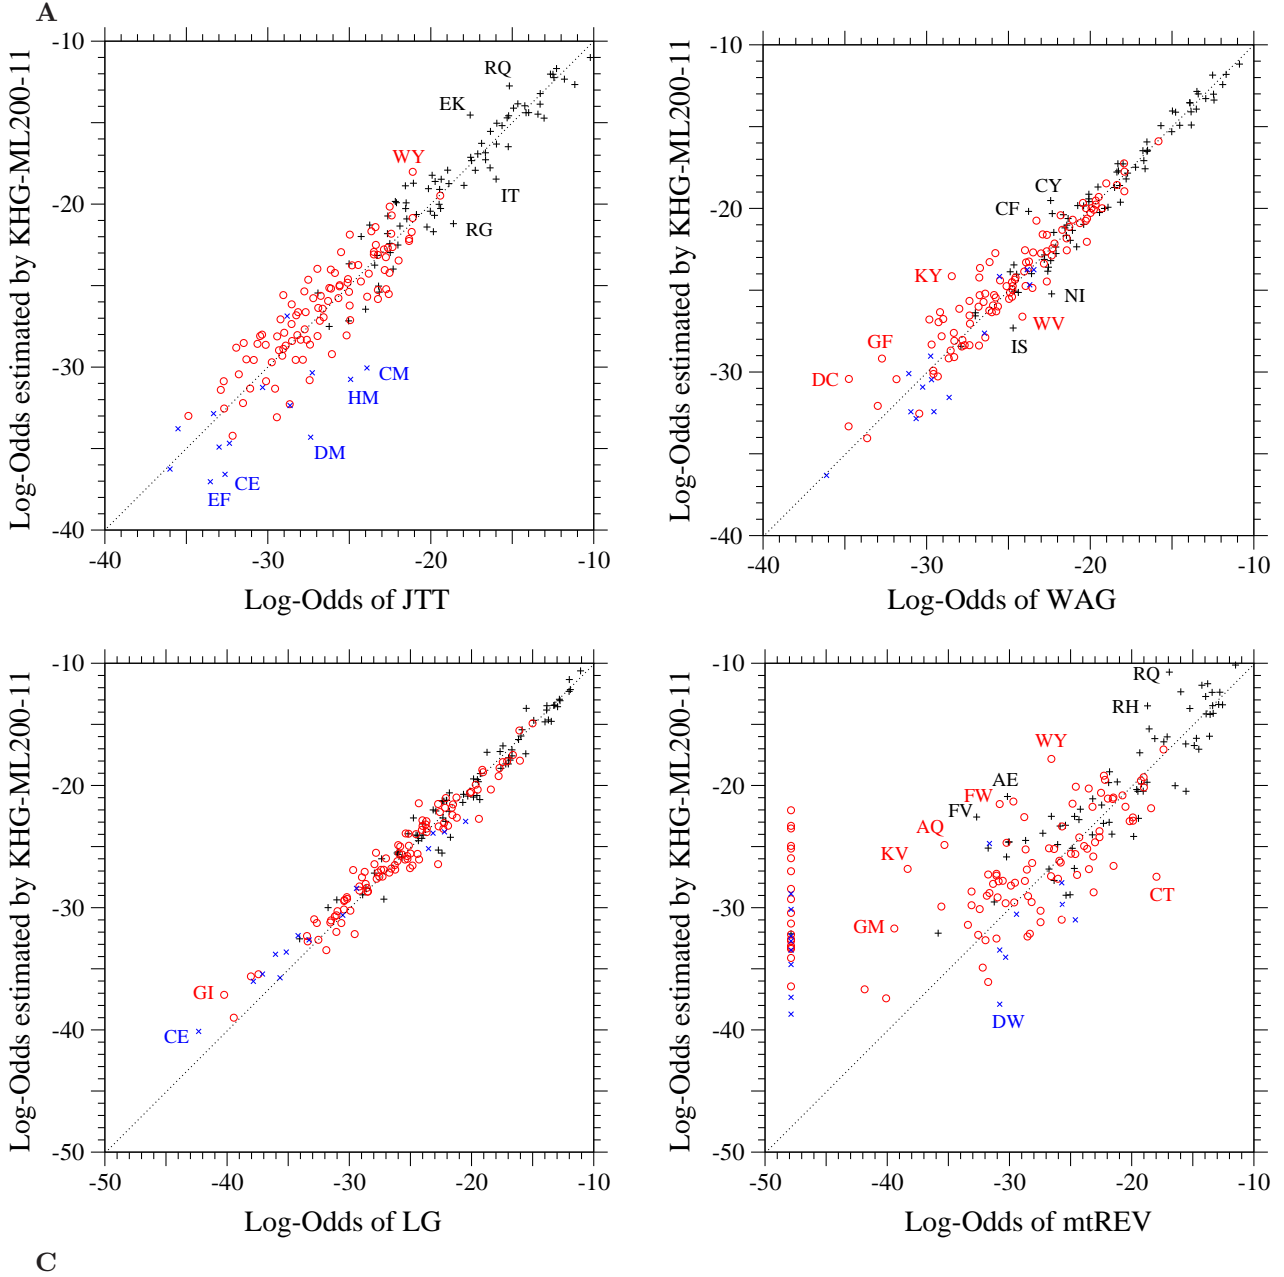 A
Log-Odds estimated by KHG-ML200-11
-10
-20
-30
-40
RQ
EK
WY
IT
RG
CM
HM
DM
CE
EF
-40
-30
-20
-10
Log-Odds of JTT
Log-Odds estimated by KHG-ML200-11
-10
-20
-30
-40
CY
CF
KY
NI
WV
IS
GF
DC
-40
-30
-20
-10
Log-Odds of WAG
Log-Odds estimated by KHG-ML200-11
-10
-20
-30
-40
-50
GI
CE
-50
-40
-30
-20
-10
Log-Odds of LG
Log-Odds estimated by KHG-ML200-11
-10
-20
-30
-40
-50
RQ
RH
WY
AE
FW
FV
AQ
KV
CT
GM
DW
-50
-40
-30
-20
-10
Log-Odds of mtREV
C